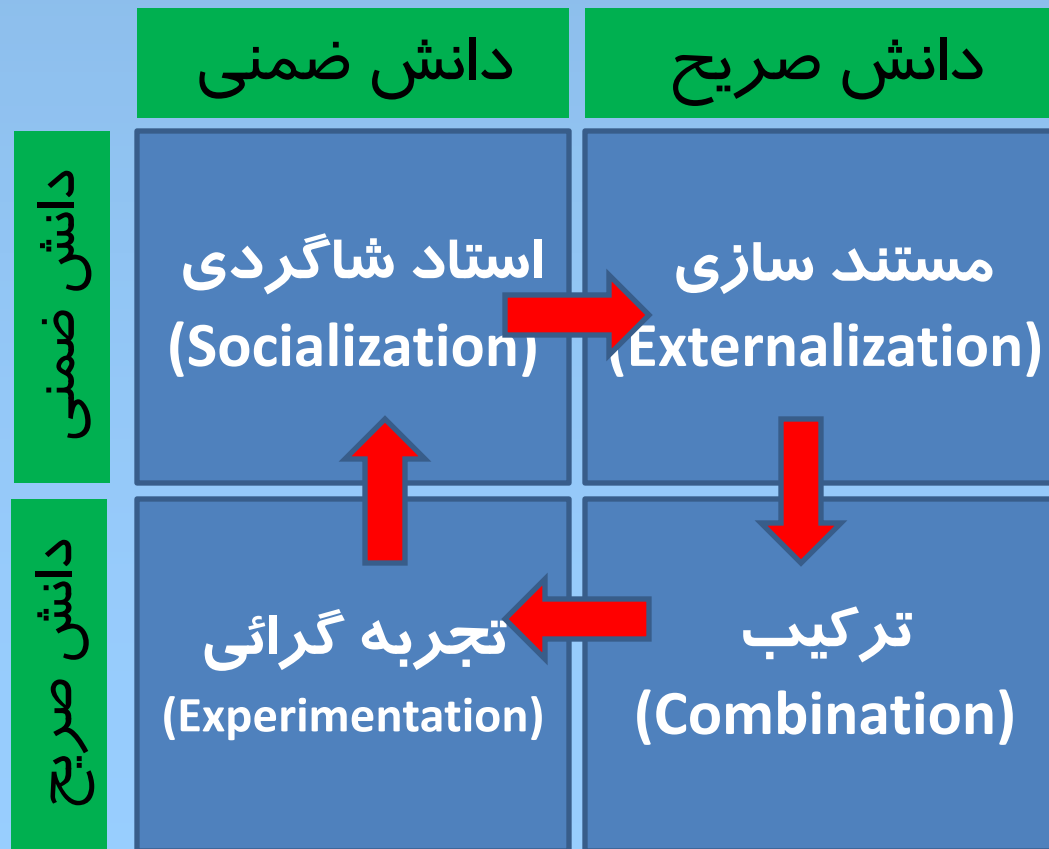 دانش ضمنی
دانش صریح
دانش ضمنی
استاد شاگردی
(Socialization)
مستند سازی
(Externalization)
دانش صریح
تجربه گرائی
(Experimentation)
ترکیب
(Combination)